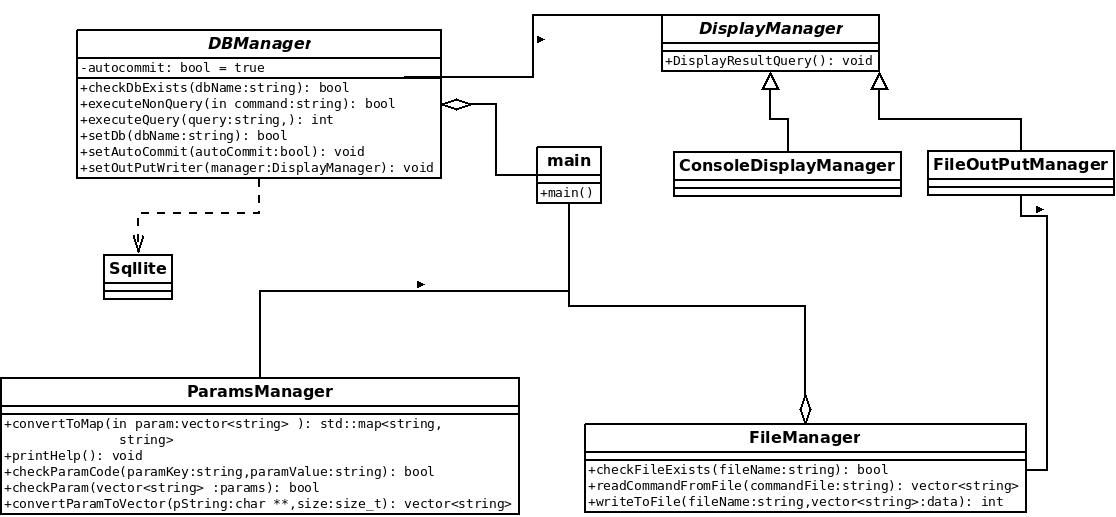 DBManager
-autocommit: bool = true
+checkDbExists(dbName:string): bool
+executeNonQuery(in command:string): bool
+executeQuery(query:string,): int
+setDb(dbName:string): bool
+setAutoCommit(autoCommit:bool): void
+setOutPutWriter(manager:DisplayManager): void
DisplayManager
+DisplayResultQuery(): void
main
+main()
ConsoleDisplayManager
FileOutPutManager
Sqllite
ParamsManager
+convertToMap(in param:vector<string> ): std::map<string,
string>
+printHelp(): void
+checkParamCode(paramKey:string,paramValue:string): bool
+checkParam(vector<string> :params): bool
+convertParamToVector(pString:char **,size:size_t): vector<string>
FileManager
+checkFileExists(fileName:string): bool
+readCommandFromFile(commandFile:string): vector<string>
+writeToFile(fileName:string,vector<string>:data): int